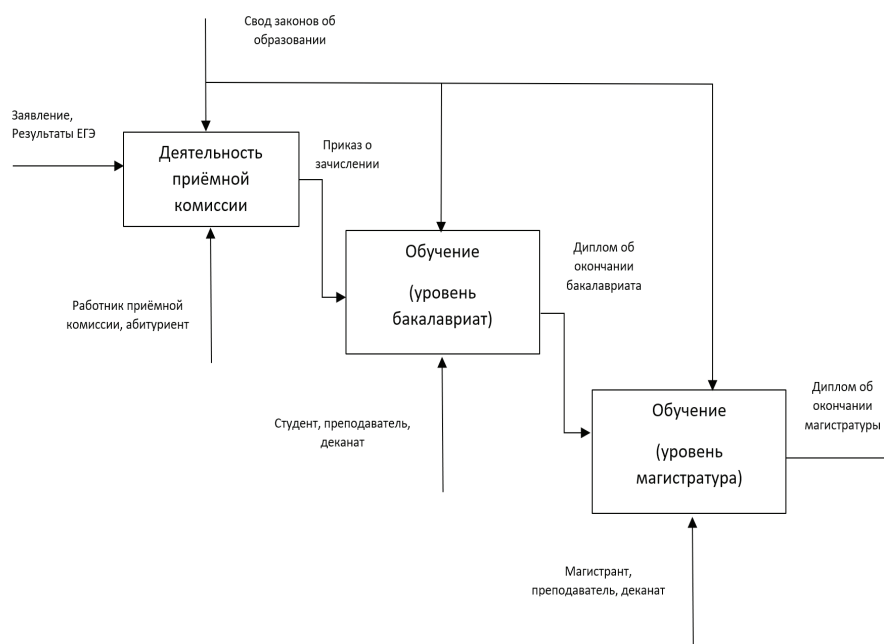 Свод законов об
образовании
Заявление,
Результаты ЕГЭ
Деятельность
приёмной
комиссии
Приказ о
зачислении
Работник приёмной
комиссии, абитуриент
Обучение
(уровень
бакалавриат)
Диплом об
окончании
бакалавриата
Студент, преподаватель,
деканат
Обучение
(уровень
магистратура)
Диплом об
окончании
магистратуры
Магистрант,
преподаватель, деканат